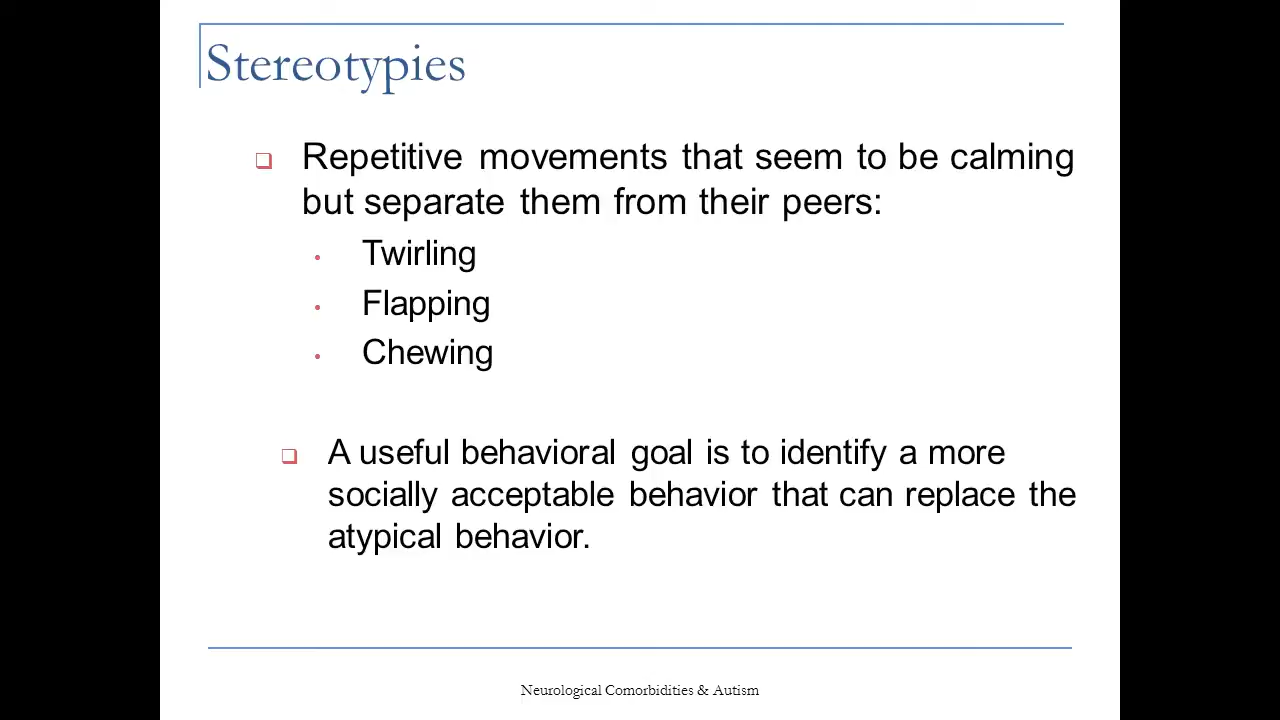 Stereotypies
Repetitive movements that seem to be calming
but separate them from their peers:
Twirling
Flapping
Chewing
A useful behavioral goal is to identify a more
socially acceptable behavior that can replace the
atypical behavior.
Neurological Comorbidities & Autism